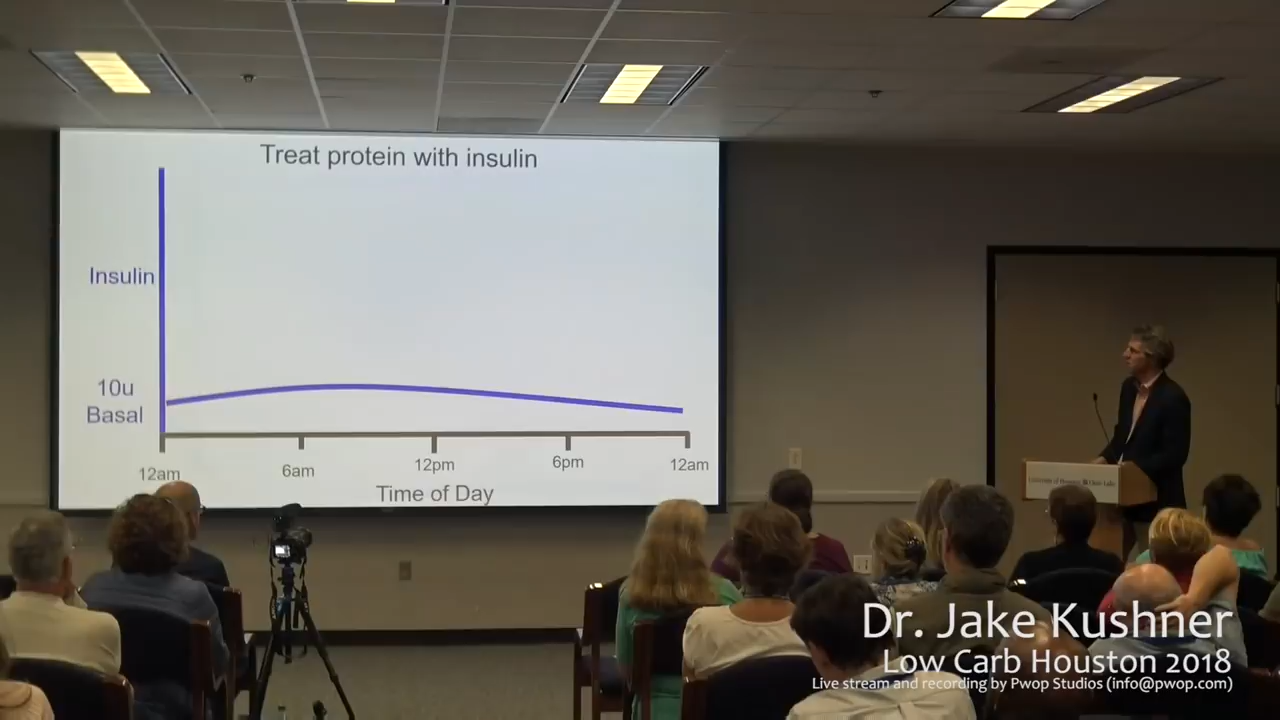 Treat protein with insulin
Insulin
10u
Basal
12am
6am
12pm
6pm
12am
Time of Day
Dr. Jake Kushner
Low Carb Houston 2018
Live stream and recording by Pwop Studios (info@pwop.com)